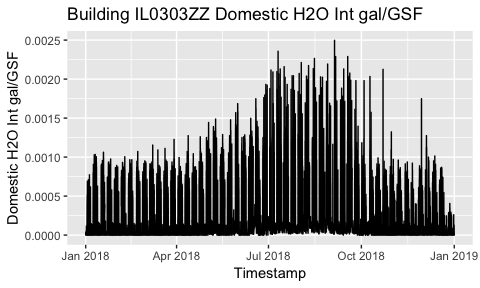 Building IL0303ZZ Domestic H2O Int gal/GSF
Domestic H2O Int gal/GSF
0.0025
0.0020
0.0015
0.0010
0.0005
0.0000
Jan 2018
Apr 2018
Jul 2018
Oct 2018
Jan 2019
Timestamp